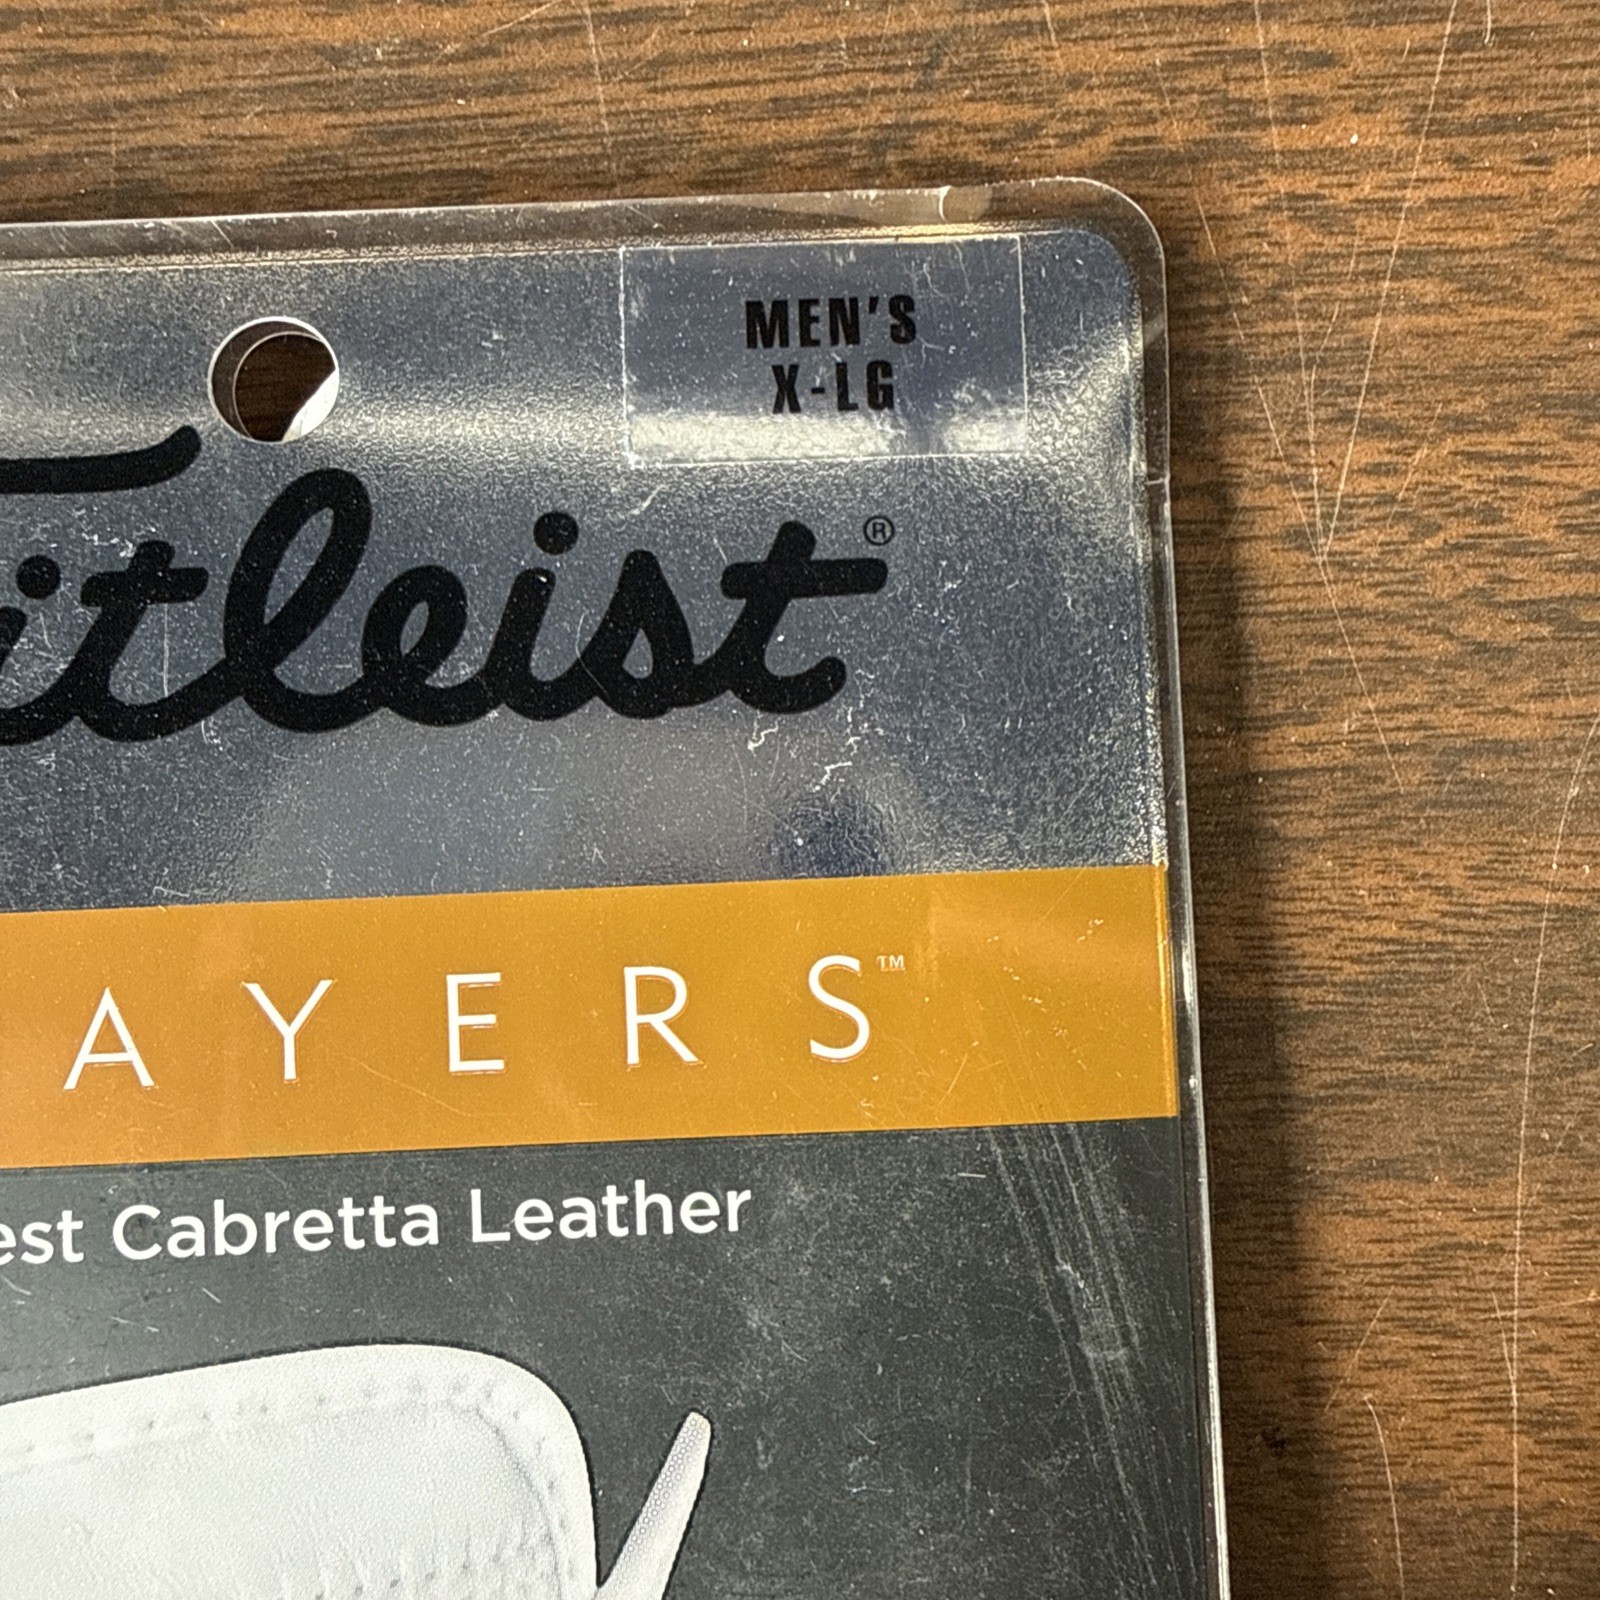 MEN'S
X-LG
itleist®
AYERS™
est Cabretta Leather